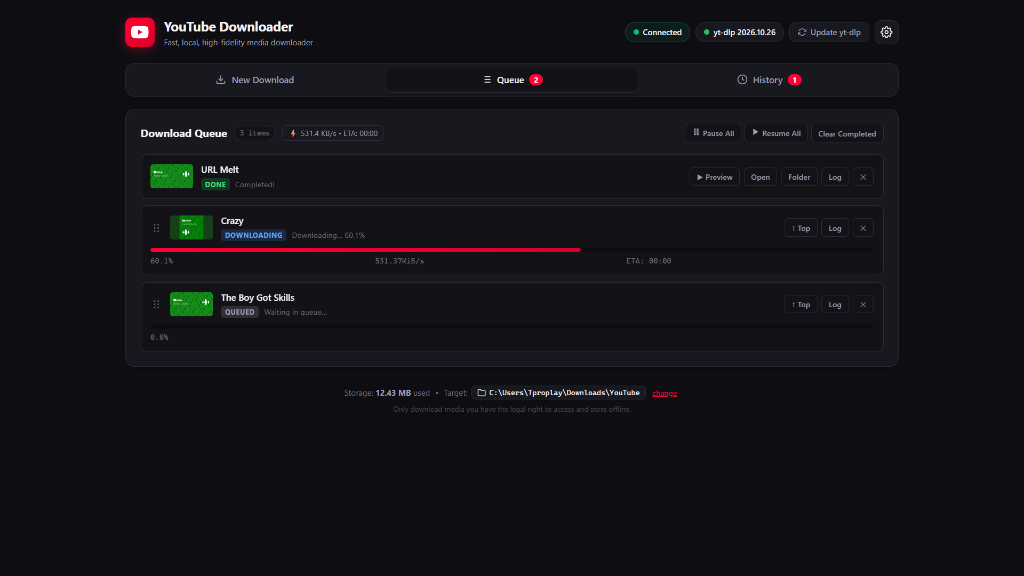 YouTube Downloader
Fast, local, high-fidelity media downloader
Connected
yt-dlp 2026.10.26
Update yt-dlp
New Download
Queue 2
History 1
Download Queue
3 items
531.4 KB/s • ETA: 00:00
Pause All
Resume All
Clear Completed
URL Melt
DONE Completed!
Preview
Open
Folder
Log
Crazy
DOWNLOADING Downloading... 60.1%
↑ Top
Log
60.1%
531.37KiB/s
ETA: 00:00
The Boy Got Skills
QUEUED Waiting in queue...
↑ Top
Log
0.0%
Storage: 12.43 MB used • Target: C:\Users\Tproplay\Downloads\YouTube change
Only download media you have the legal right to access and store offline.